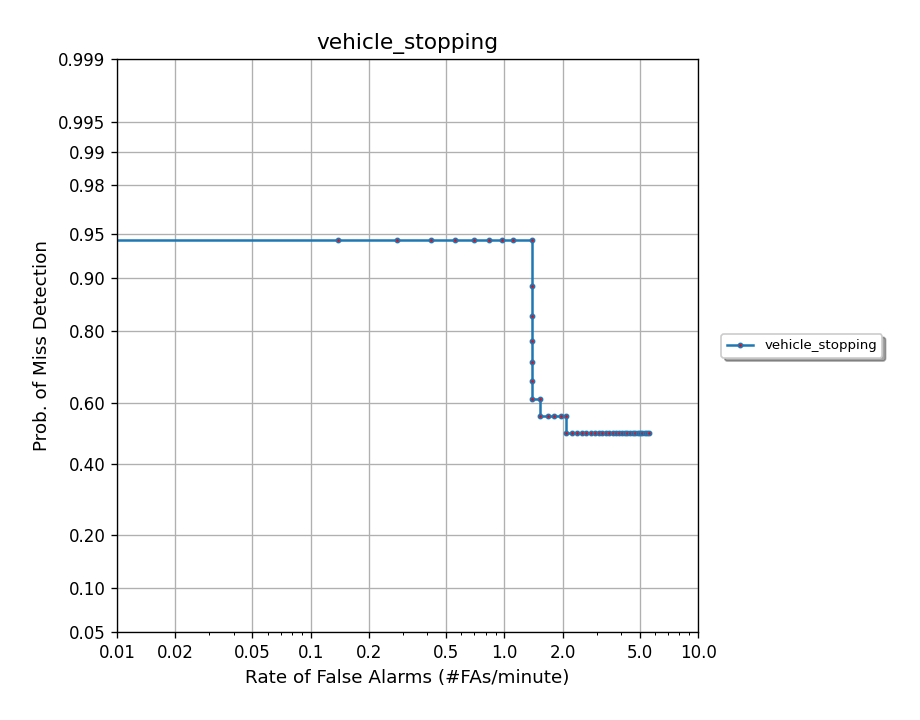 vehicle_stopping
0.999
0.995
0.99
0.98
0.95
0.90
0.80
0.60
0.40
0.20
0.10
0.05
Prob. of Miss Detection
0.01 0.02 0.05 0.1 0.2 0.5 1.0 2.0 5.0 10.0
Rate of False Alarms (#FAs/minute)
vehicle_stopping